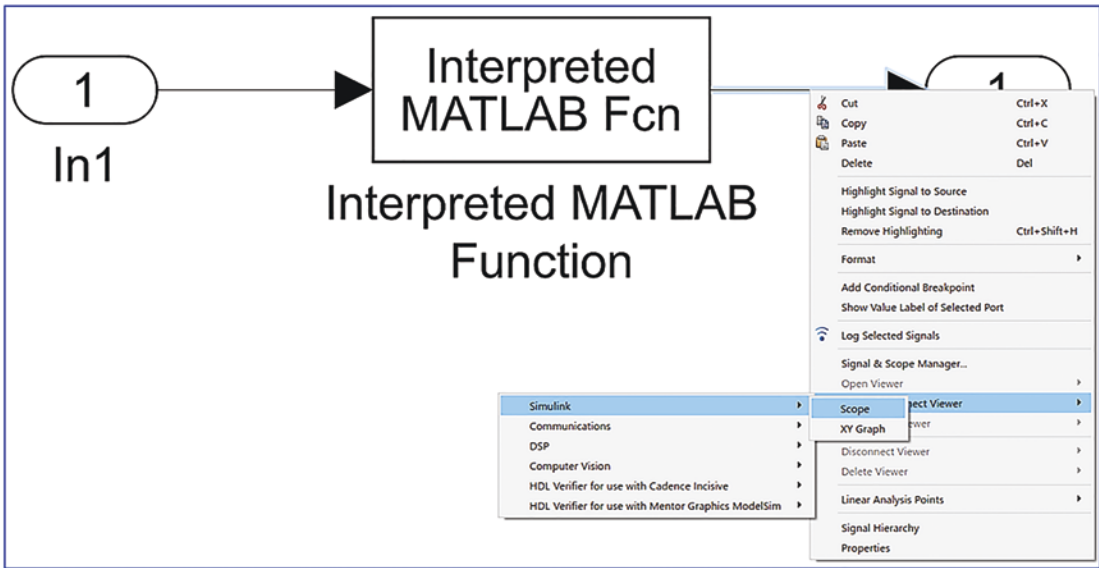 1
In1
Interpreted
MATLAB Fcn
Interpreted MATLAB
Function
1
Cut Ctrl+X
Copy Ctrl+C
Paste Ctrl+V
Delete Del
Highlight Signal to Source
Highlight Signal to Destination
Remove Highlighting Ctrl+Shift+H
Format
Add Conditional Breakpoint
Show Value Label of Selected Port
Log Selected Signals
Signal & Scope Manager...
Open Viewer
Viewer
Disconnect Viewer
Delete Viewer
Linear Analysis Points
Signal Hierarchy
Properties
Simulink
Communications
DSP
Computer Vision
HDL Verifier for use with Cadence Incisive
HDL Verifier for use with Mentor Graphics ModelSim
Scope
XY Graph